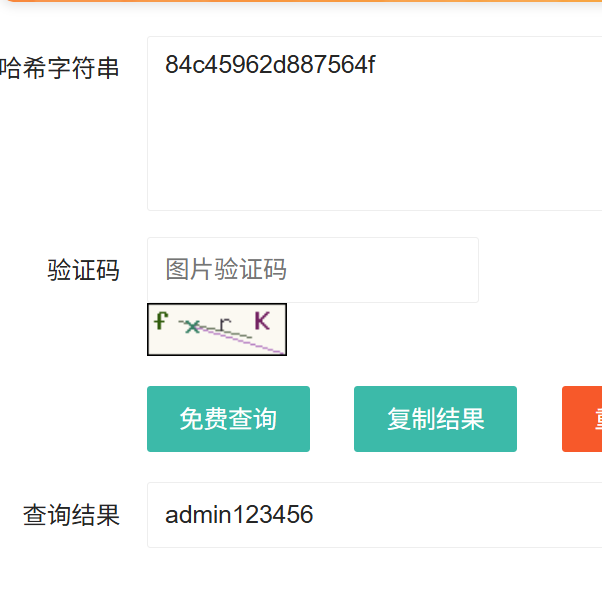 哈希字符串
84c45962d887564f
验证码
图片验证码
f x r K
免费查询 复制结果
查询结果
admin123456